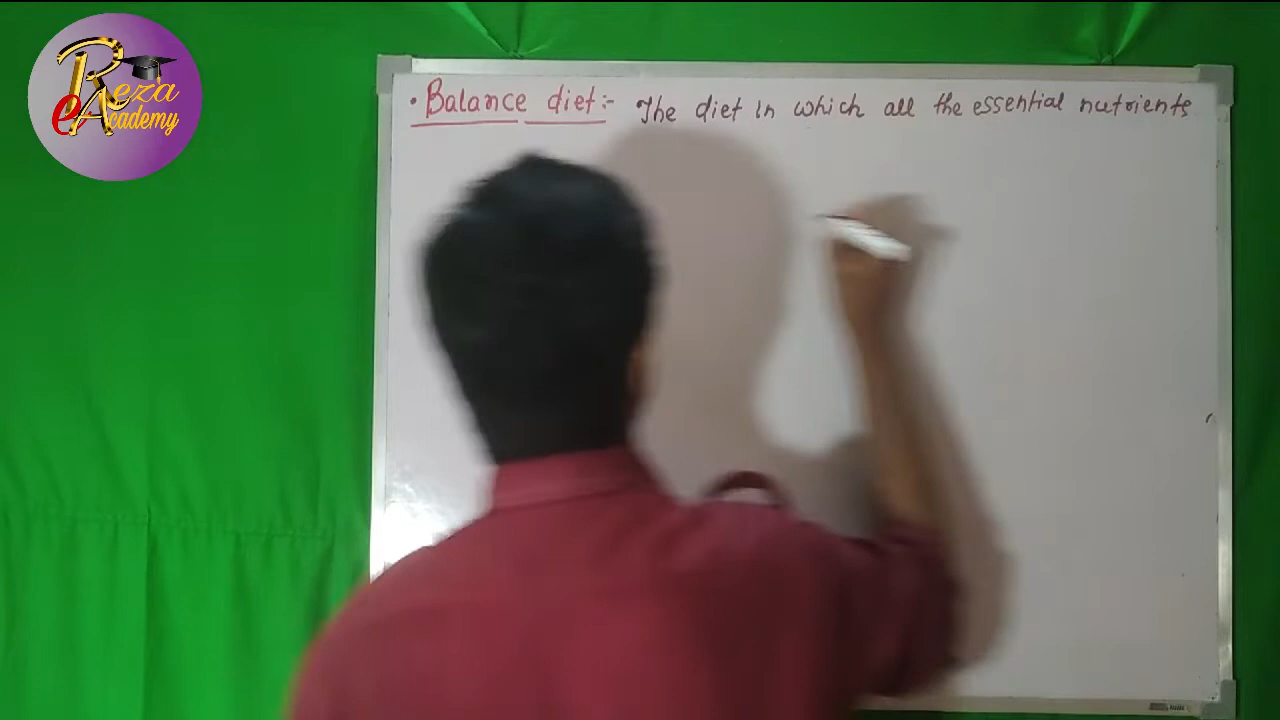 Reza
eAcademy
· Balance diet:- The diet in which all the essential nutrients